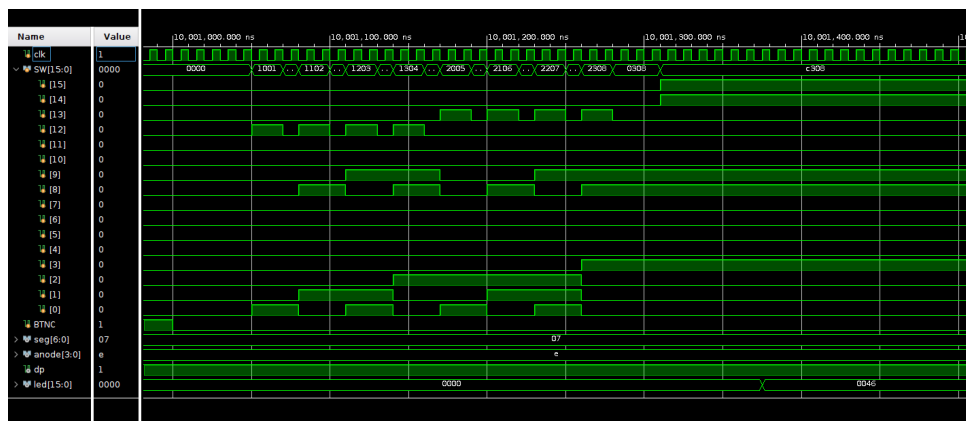 Name Value 10,001,000.000 ns 10,001,100.000 ns 10,001,200.000 ns 10,001,300.000 ns 10,001,400.000 ns
clk 1
SW[15:0] 0000 0000 1001 .. 1102 .. 1203 .. 1304 .. 2005 .. 2106 .. 2207 .. 2308 0308 c308
[15] 0
[14] 0
[13] 0
[12] 0
[11] 0
[10] 0
[9] 0
[8] 0
[7] 0
[6] 0
[5] 0
[4] 0
[3] 0
[2] 0
[1] 0
[0] 0
BTNC 1
seg[6:0] 07 07
anode[3:0] e e
dp 1
led[15:0] 0000 0000 0046